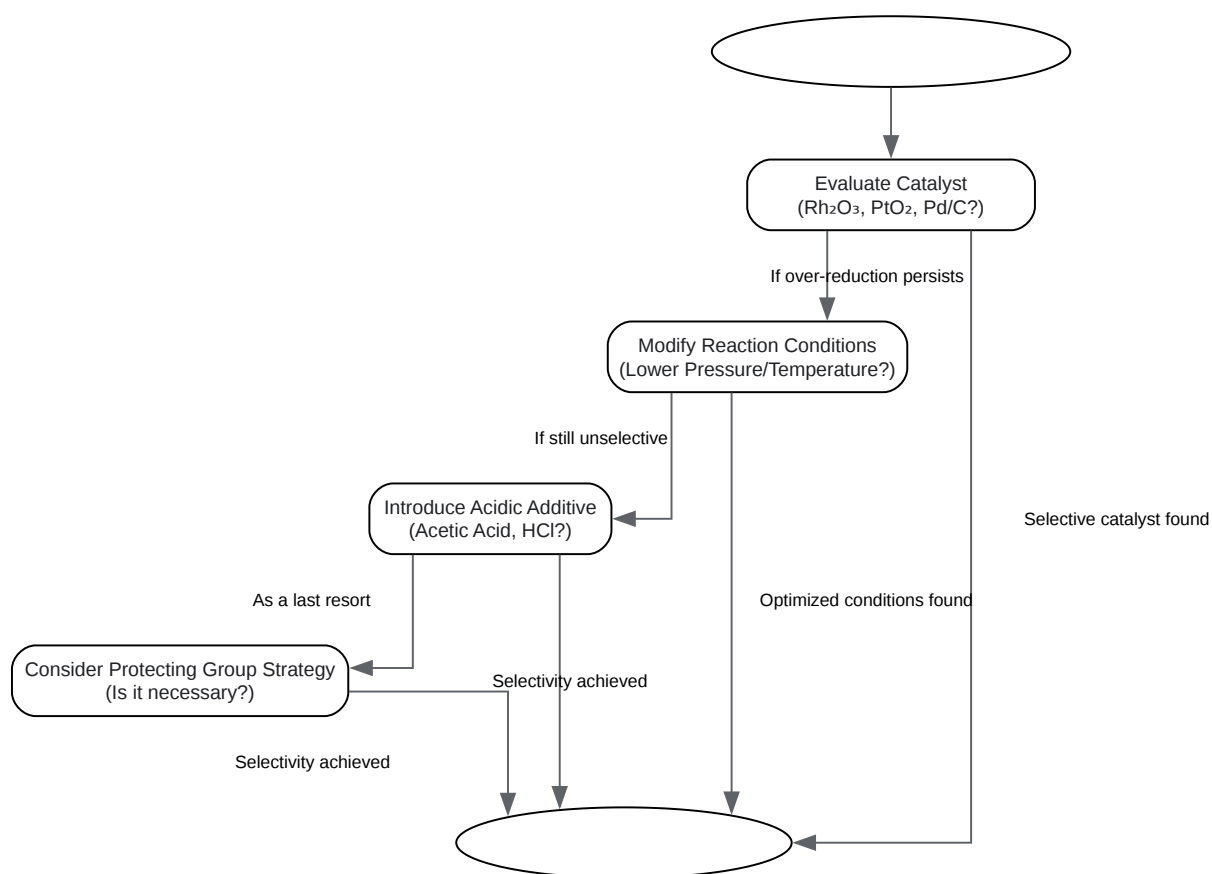 Evaluate Catalyst
(Rh₂O₃, PtO₂, Pd/C?)
If over-reduction persists
Modify Reaction Conditions
(Lower Pressure/Temperature?)
If still unselective
Introduce Acidic Additive
(Acetic Acid, HCl?)
Selective catalyst found
As a last resort
Optimized conditions found
Consider Protecting Group Strategy
(Is it necessary?)
Selectivity achieved
Selectivity achieved